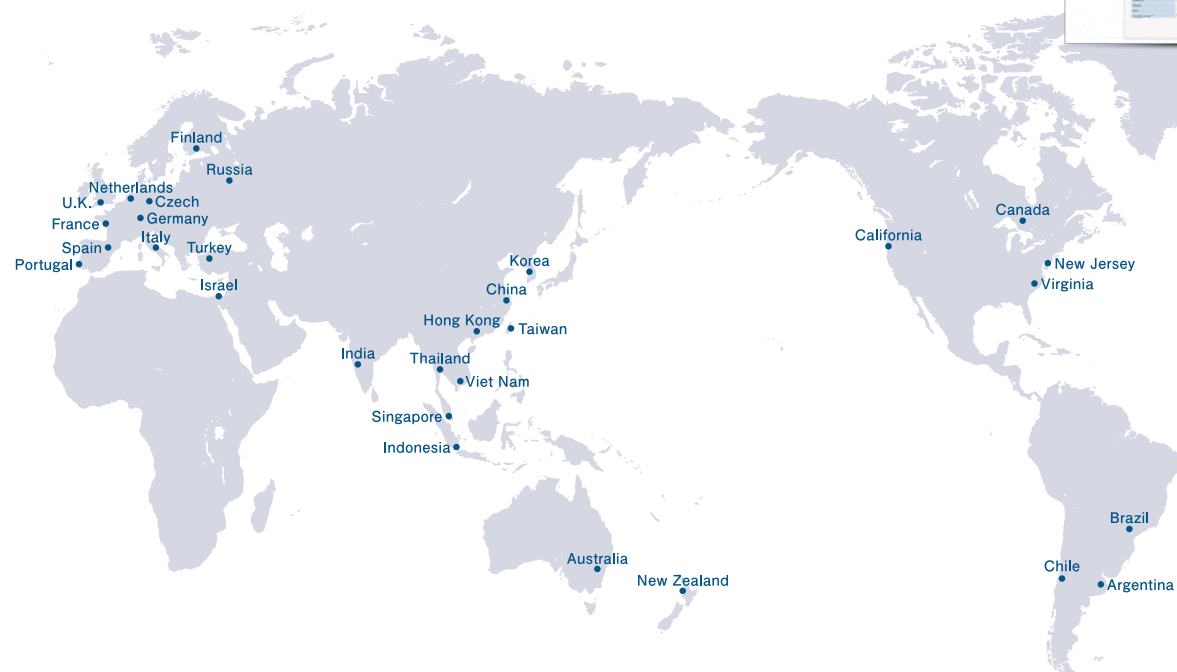 Finland
Russia
Netherlands
U.K.
Czech
France
Germany
Italy
Spain
Turkey
Portugal
Israel
Korea
China
Hong Kong
Taiwan
India
Thailand
Viet Nam
Singapore
Indonesia
Australia
New Zealand
Canada
California
New Jersey
Virginia
Brazil
Chile
Argentina